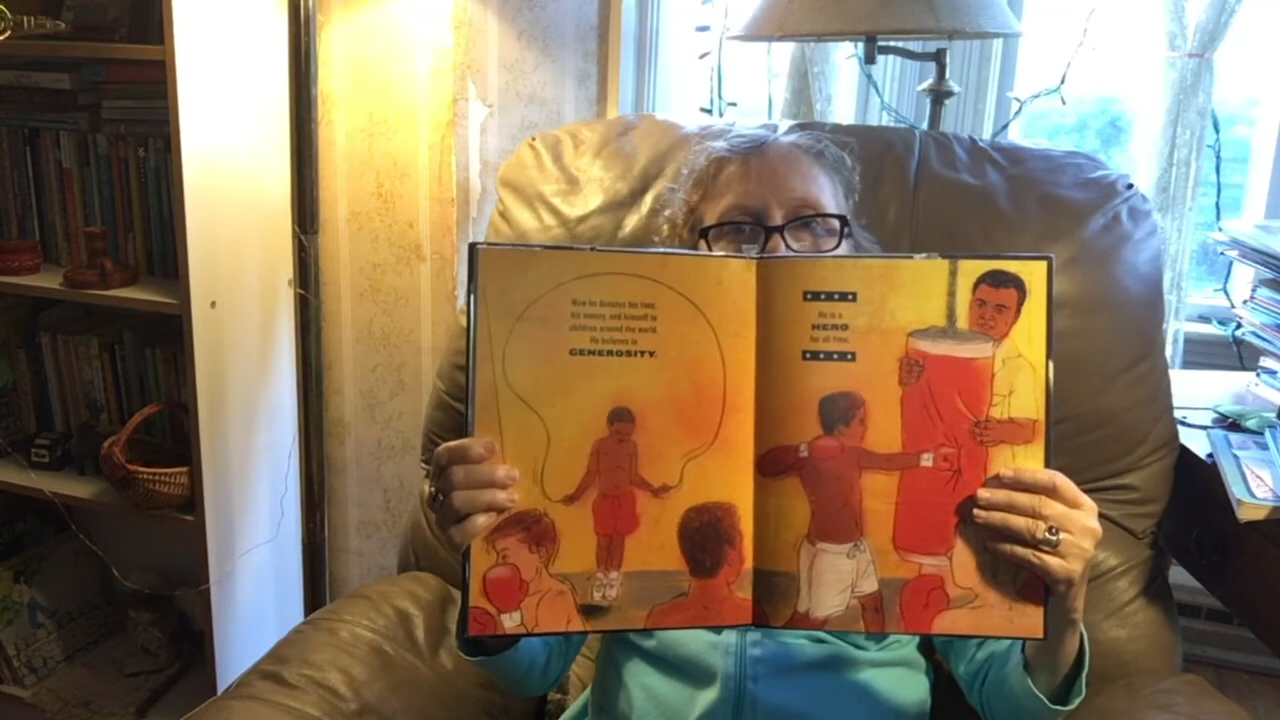 Now he donates his time,
his money, and himself to
children around the world.
He believes in
GENEROSITY.
He is a
HERO
for all time.